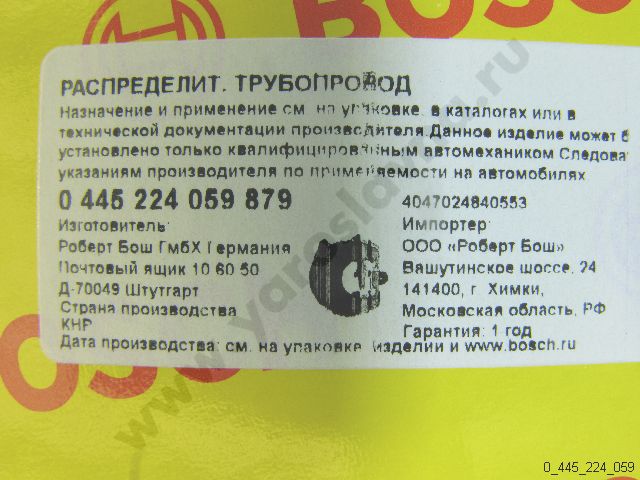 BOSCH
РАСПРЕДЕЛИТ. ТРУБОПРОВОД
Назначение и применение см. на упаковке, в каталогах или в
технической документации производителя.Данное изделие может б
установлено только квалифицированным автомехаником Следова
указаниям производителя по применяемости на автомобилях
0 445 224 059 879
4047024840553
Изготовитель:
Импортер:
Роберт Бош ГмбХ Германия
ООО «Роберт Бош»
Почтовый ящик 10 60 50
Вашутинское шоссе, 24
Д-70049 Штутгарт
141400, г. Химки,
Страна производства
Московская область, РФ
КНР
Гарантия: 1 год
Дата производства: см. на упаковке, изделии и www.bosch.ru
www.yaroslavl.ru
0_445_224_059